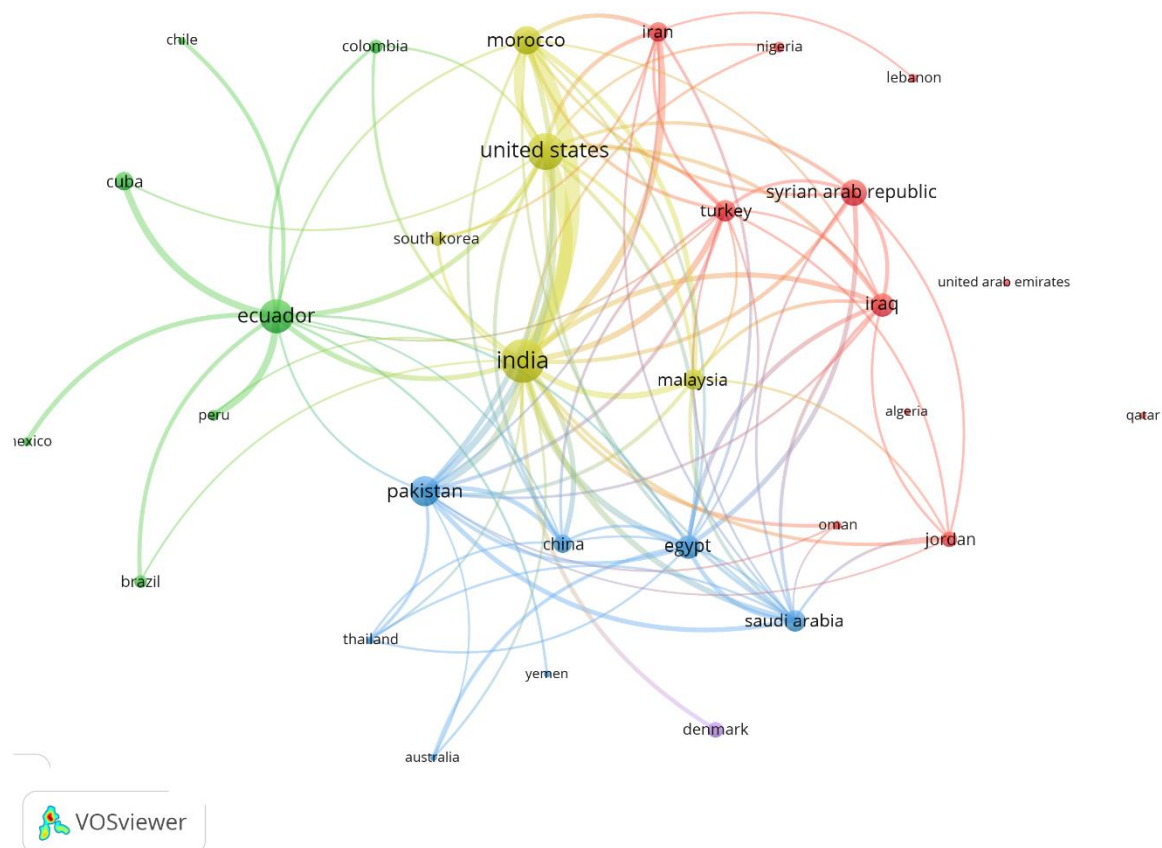 chile
colombia
morocco
iran
nigeria
lebanon
united states
cuba
syrian arab republic
turkey
south korea
united arab emirates
iraq
ecuador
india
malaysia
peru
algeria
qatar
nexico
pakistan
oman
china
egypt
jordan
brazil
saudi arabia
thailand
yemen
denmark
australia
VOSviewer